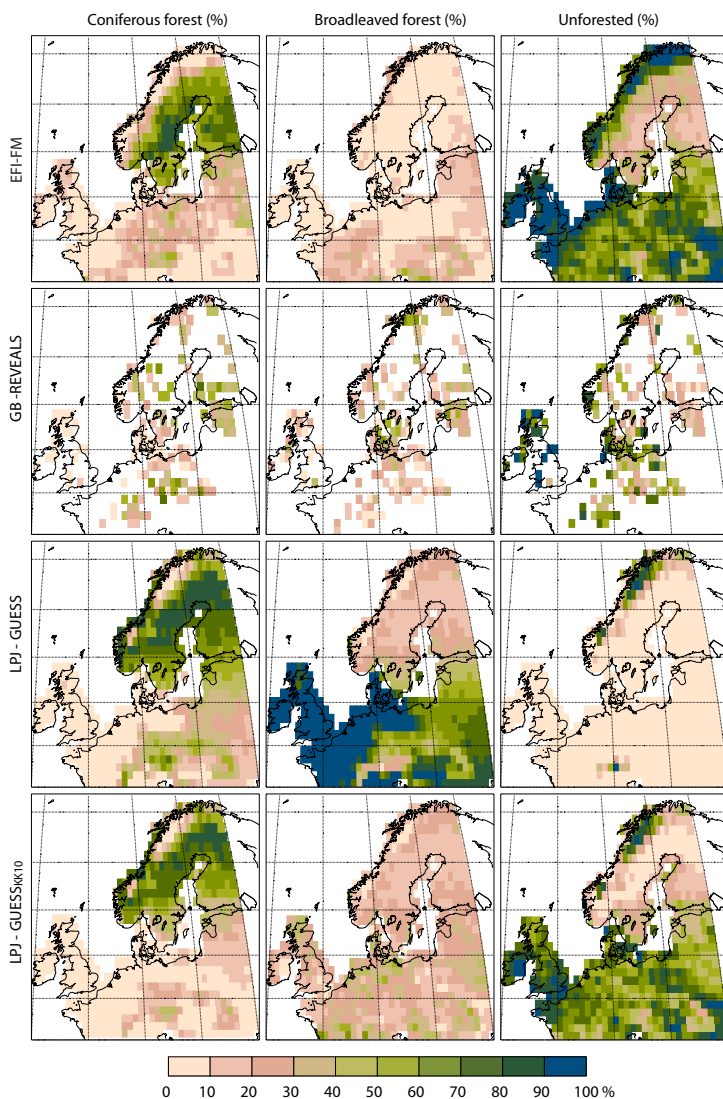 Coniferous forest (%) Broadleaved forest (%) Unforested (%)
EFI-FM
GB -REVEALS
LPJ - GUESS
LPJ - GUESSKK10
0 10 20 30 40 50 60 70 80 90 100 %